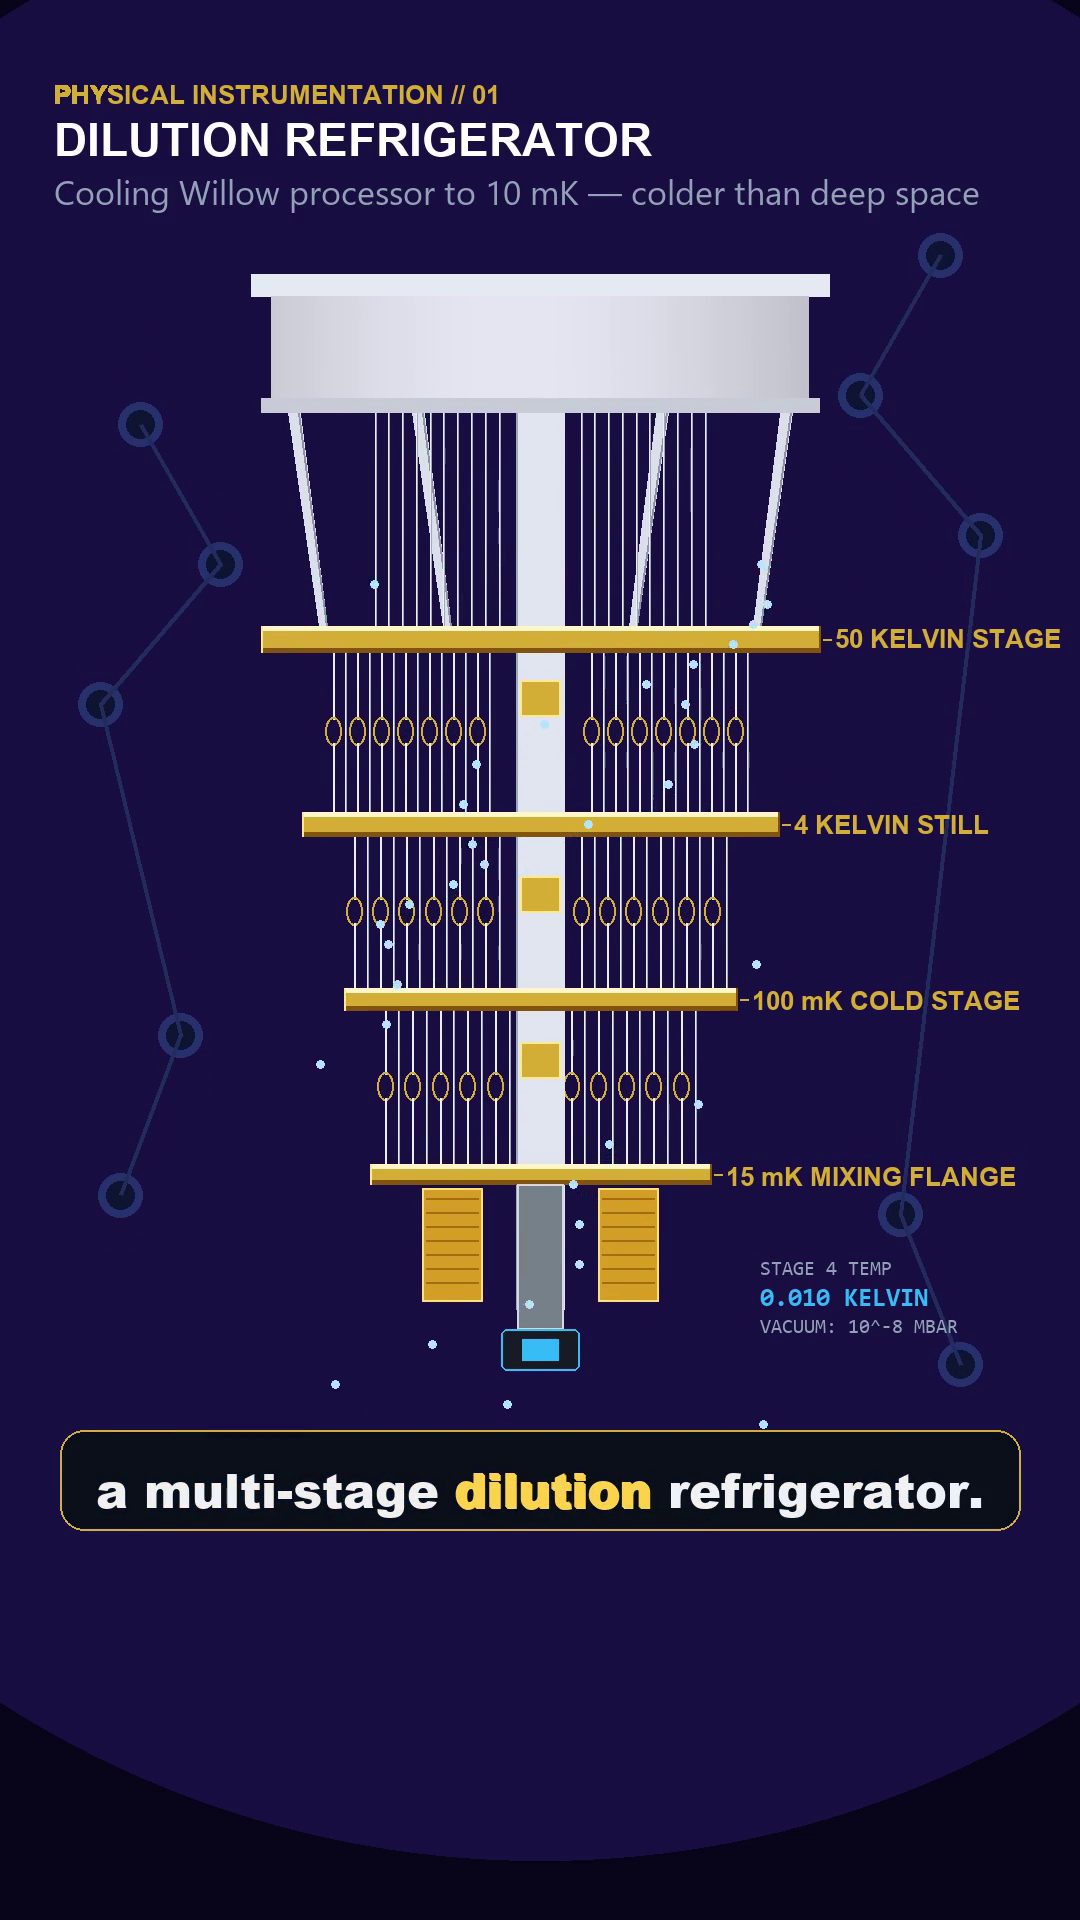 PHYSICAL INSTRUMENTATION // 01
DILUTION REFRIGERATOR
Cooling Willow processor to 10 mK — colder than deep space
50 KELVIN STAGE
4 KELVIN STILL
100 mK COLD STAGE
15 mK MIXING FLANGE
STAGE 4 TEMP
0.010 KELVIN
VACUUM: 10^-8 MBAR
a multi-stage dilution refrigerator.